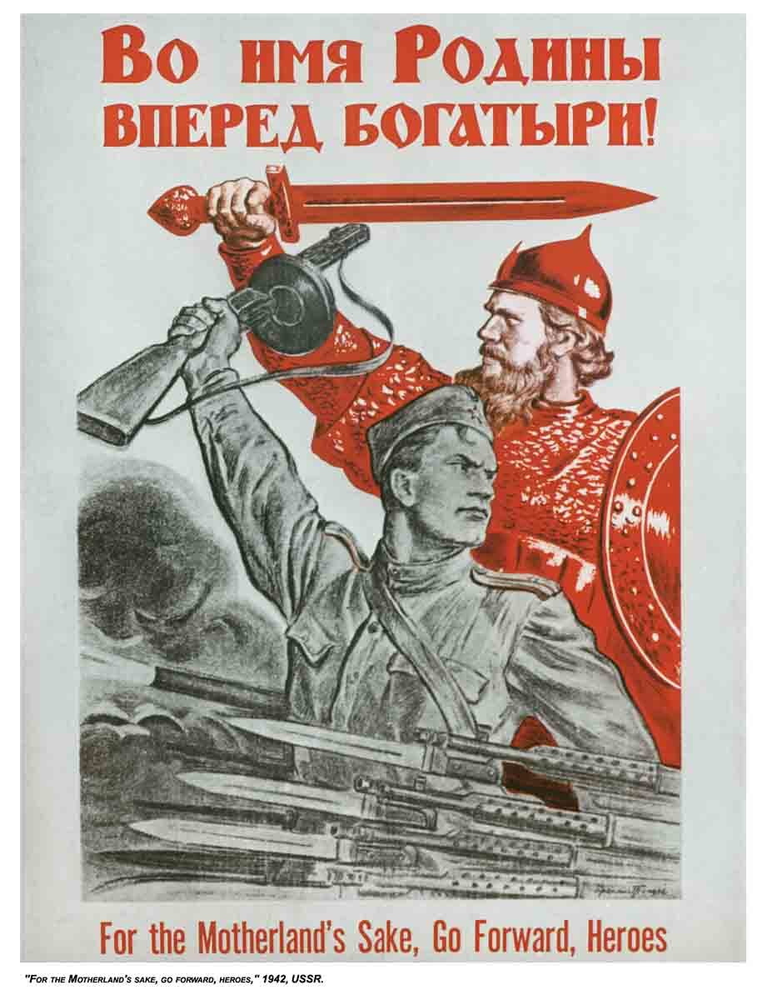 Во имя Родины
вперед богатыри!
For the Motherland's Sake, Go Forward, Heroes
"For the Motherland's sake, go forward, heroes," 1942, USSR.